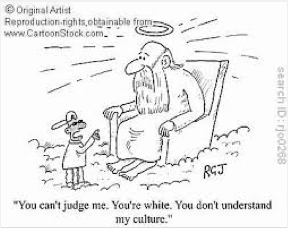 © Original Artist
Reproduction rights obtainable from
www.CartoonStock.com
search ID: rjo0268
RGJ
"You can't judge me. You're white. You don't understand
my culture."